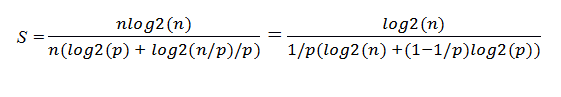 S = nlog2(n) / n(log2(p) + log2(n/p)/p) = log2(n) / 1/p(log2(n) +(1−1/p)log2(p))